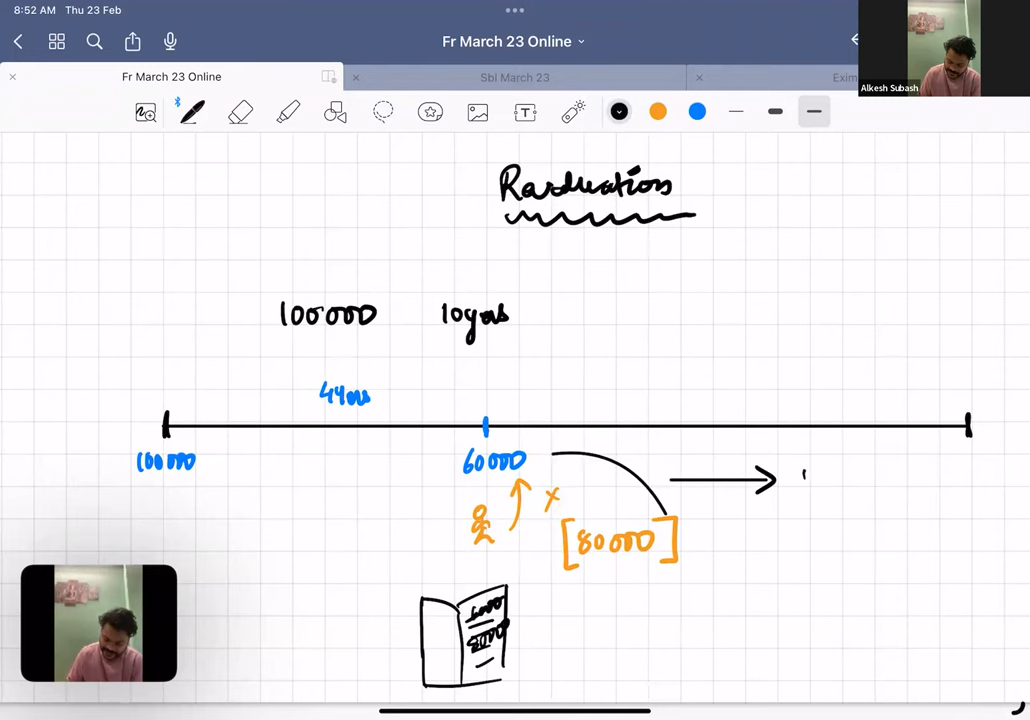 8:52 AM Thu 23 Feb
Fr March 23 Online
Alkesh Subash
Fr March 23 Online
Sbl March 23
Exim
T
100000 10yrs
4yrs
100000
60000
[80000]